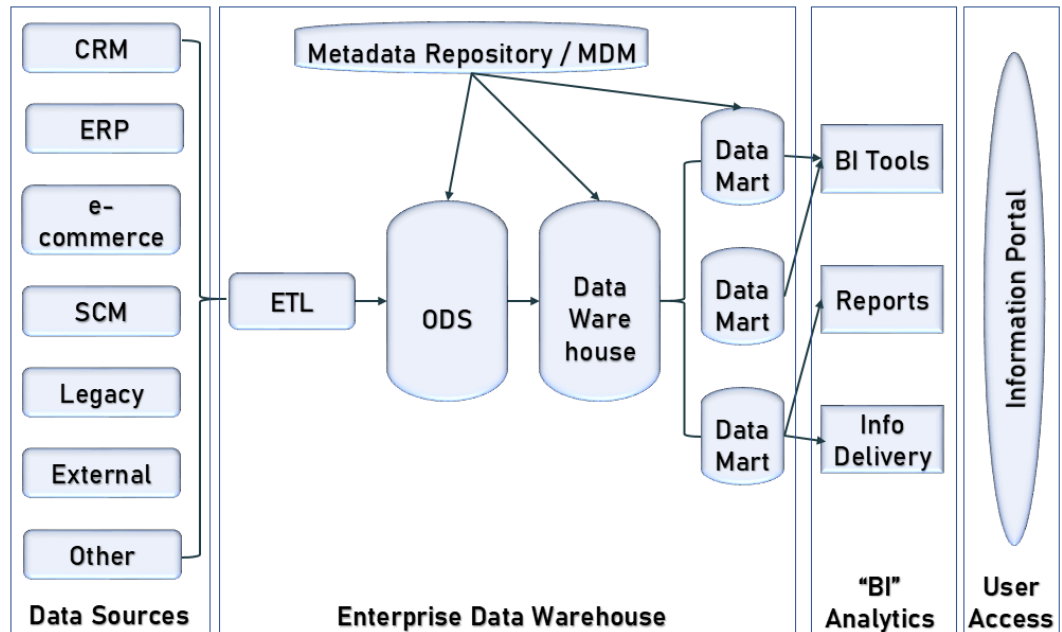 CRM
ERP
e-
commerce
SCM
Legacy
External
Other
Data Sources
Metadata Repository / MDM
ETL
ODS
Data
Ware
house
Data
Mart
Data
Mart
Data
Mart
Enterprise Data Warehouse
BI Tools
Reports
Info
Delivery
“BI”
Analytics
Information Portal
User
Access